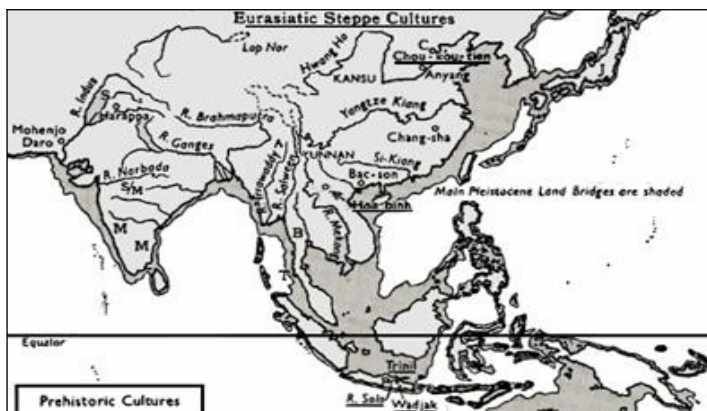 Eurasiatic Steppe Cultures
Lop Nor
Hwang Ho
C
Chou-kou-tien
KANSU
Anyang
R. Indus
S
Harappa
R. Brahmaputra
Yangtze Kiang
Mohenjo
Daro
R. Ganges
Chang-sha
A
YUNNAN
Si-Kiang
R. Narbada
R. Irrawaddy
R. Salween
Bac-son
S/M
Hoa-binh
Main Pleistocene Land Bridges are shaded
R. Mekong
M
M
B
T
Equator
Trinil
R. Solo
Wadjak
Prehistoric Cultures